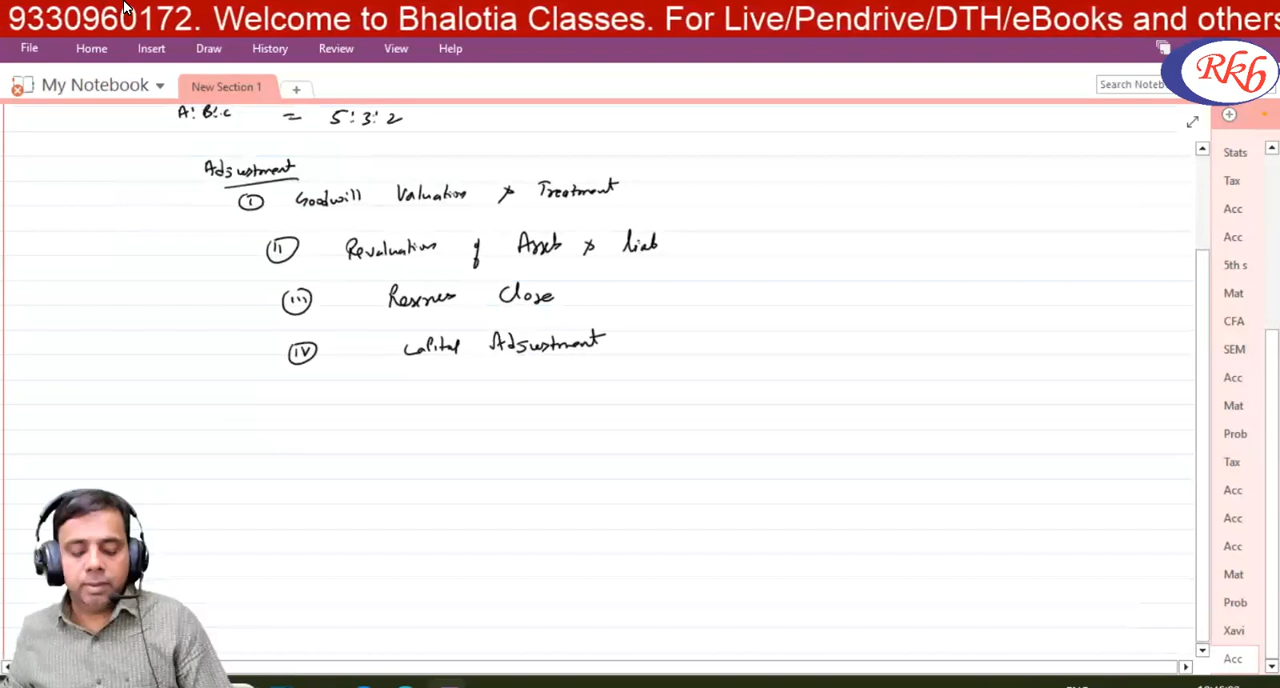 9330960172. Welcome to Bhalotia Classes. For Live/Pendrive/DTH/eBooks and others
File Home Insert Draw History Review View Help
Rkb
My Notebook New Section 1 + Search Noteb
A:B:C = 5:3:2
Adjustment
(i) Goodwill Valuation & Treatment
(ii) Revaluation of Asset & liab
(iii) Reserves Close
(iv) Capital Adjustment
Stats
Tax
Acc
Acc
5th s
Mat
CFA
SEM
Acc
Mat
Prob
Tax
Acc
Acc
Acc
Mat
Prob
Xavi
Acc